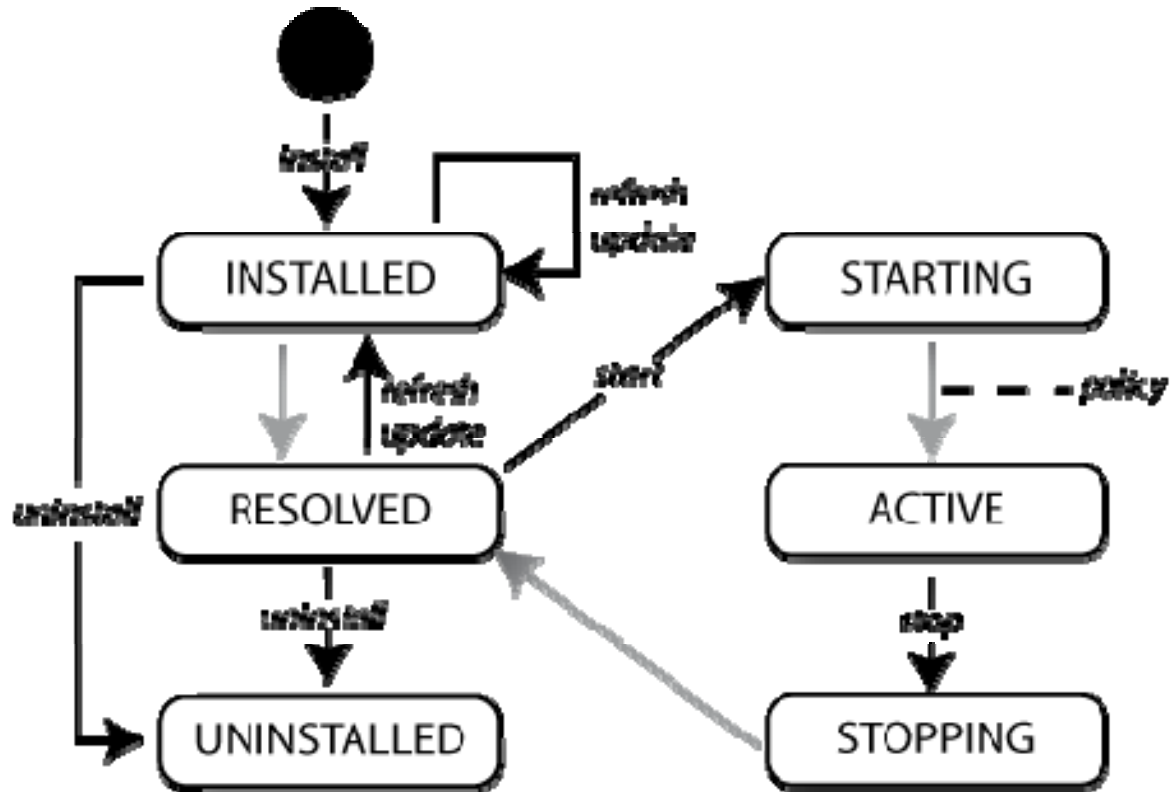 install
refresh
update
INSTALLED
STARTING
refresh
update
start
policy
uninstall
RESOLVED
ACTIVE
uninstall
stop
UNINSTALLED
STOPPING